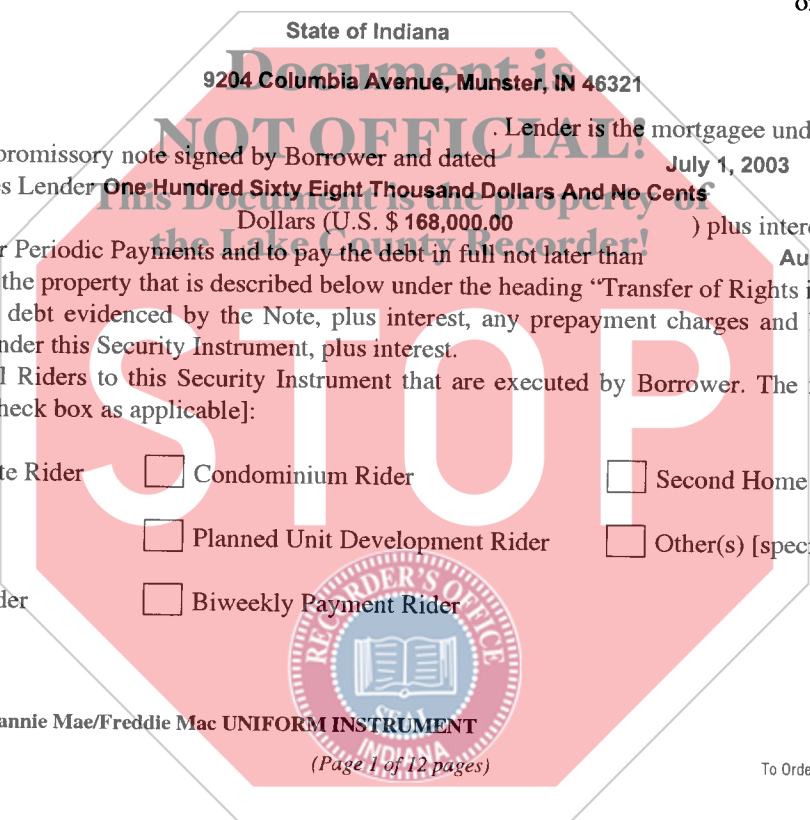 of
State of Indiana
Document is
9204 Columbia Avenue, Munster, IN 46321
NOT OFFICIAL!
. Lender is the mortgagee und
promissory note signed by Borrower and dated July 1, 2003
s Lender One Hundred Sixty Eight Thousand Dollars And No Cents
This Document is the property of
Dollars (U.S. $ 168,000.00 ) plus intere
the Lake County Recorder!
r Periodic Payments and to pay the debt in full not later than Au
the property that is described below under the heading “Transfer of Rights i
debt evidenced by the Note, plus interest, any prepayment charges and
nder this Security Instrument, plus interest.
l Riders to this Security Instrument that are executed by Borrower. The
heck box as applicable]:
STOP
te Rider Condominium Rider Second Home
Planned Unit Development Rider Other(s) [speci
der Biweekly Payment Rider
RECORDER'S OFFICE
SEAL
INDIANA
annie Mae/Freddie Mac UNIFORM INSTRUMENT
(Page 1 of 12 pages)
To Orde